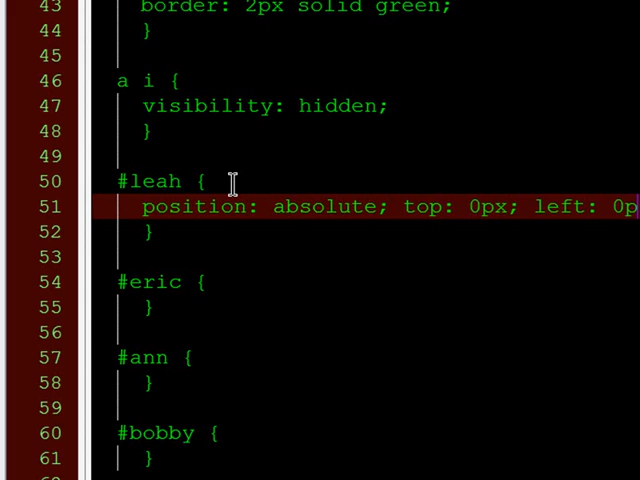 43 border: 2px solid green;
44 }
45
46 a i {
47 visibility: hidden;
48 }
49
50 #leah {
51 position: absolute; top: 0px; left: 0p
52 }
53
54 #eric {
55 }
56
57 #ann {
58 }
59
60 #bobby {
61 }